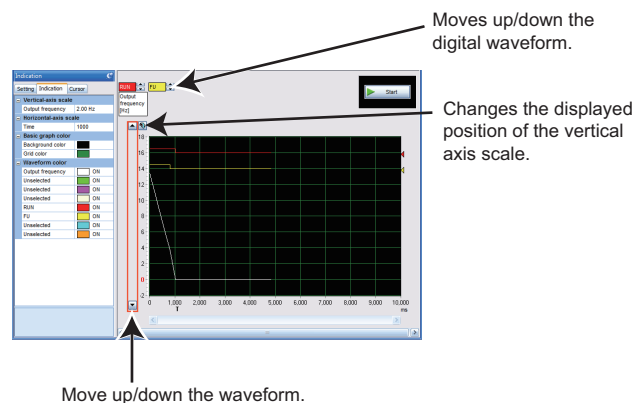 Moves up/down the
digital waveform.
Indication
Setting Indication Cursor
Vertical-axis scale
Output frequency 2.00 Hz
Horizontal-axis scale
Time 1000
Basic graph color
Background color
Grid color
Waveform color
Output frequency ON
Unselected ON
Unselected ON
Unselected ON
RUN ON
FU ON
Unselected ON
Unselected ON
RUN FU
Output
frequency
[Hz]
Start
Changes the displayed
position of the vertical
axis scale.
18
16
14
12
10
8
6
4
2
0
-2
0 1,000 2,000 3,000 4,000 5,000 6,000 7,000 8,000 9,000 10,000
T
ms
Move up/down the waveform.